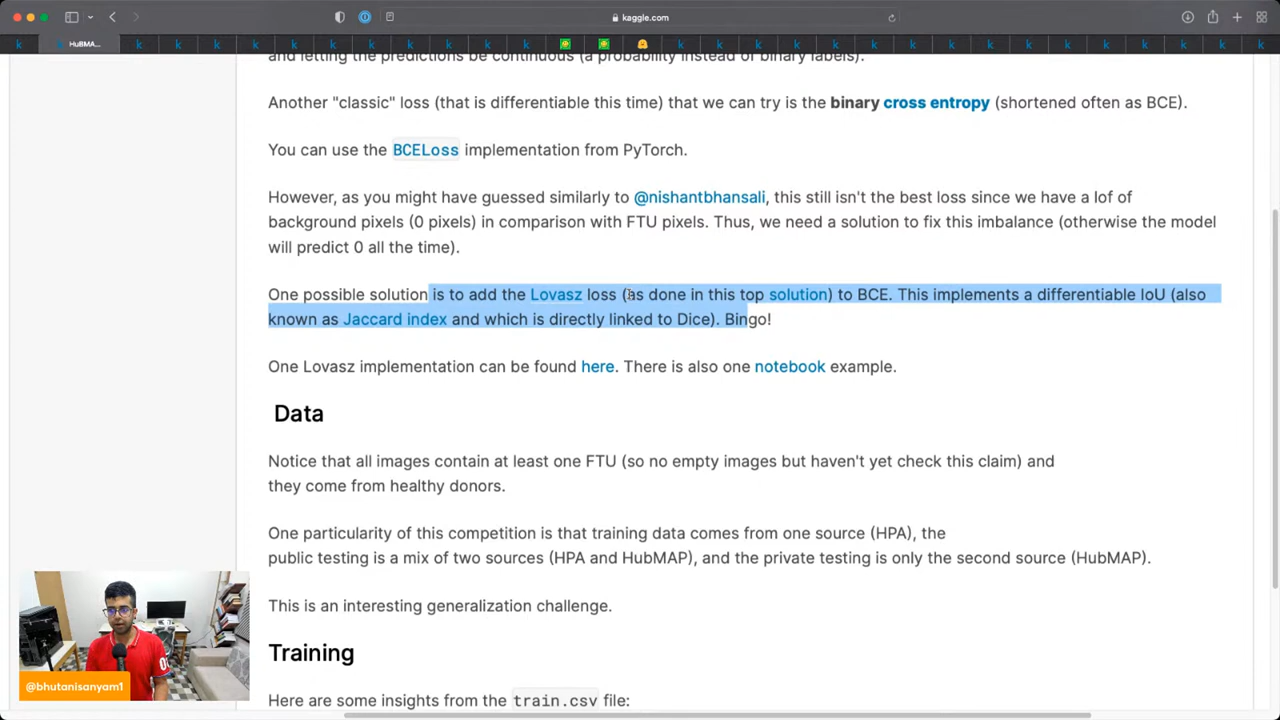 kaggle.com
HuBMA...
and letting the predictions be continuous (a probability instead of binary labels).
Another "classic" loss (that is differentiable this time) that we can try is the binary cross entropy (shortened often as BCE).
You can use the BCELoss implementation from PyTorch.
However, as you might have guessed similarly to @nishantbhansali, this still isn't the best loss since we have a lof of
background pixels (0 pixels) in comparison with FTU pixels. Thus, we need a solution to fix this imbalance (otherwise the model
will predict 0 all the time).
One possible solution is to add the Lovasz loss (as done in this top solution) to BCE. This implements a differentiable IoU (also
known as Jaccard index and which is directly linked to Dice). Bingo!
One Lovasz implementation can be found here. There is also one notebook example.
Data
Notice that all images contain at least one FTU (so no empty images but haven't yet check this claim) and
they come from healthy donors.
One particularity of this competition is that training data comes from one source (HPA), the
public testing is a mix of two sources (HPA and HubMAP), and the private testing is only the second source (HubMAP).
This is an interesting generalization challenge.
Training
Here are some insights from the train.csv file:
@bhutanisanyam1